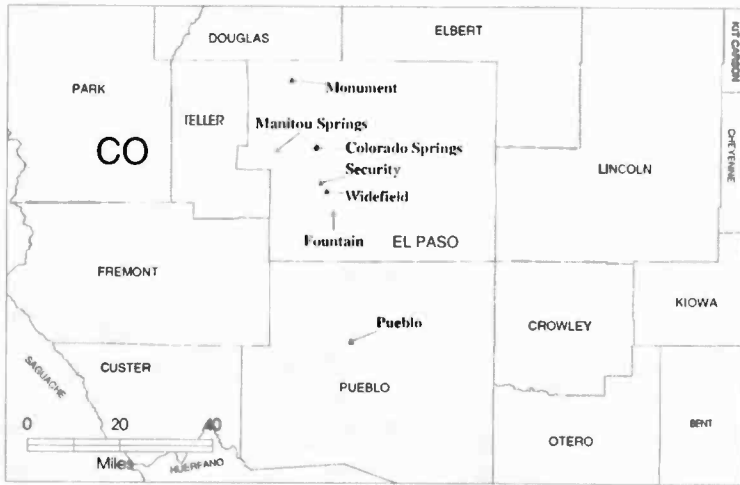 DOUGLAS
ELBERT
KIT CARSON
PARK
Monument
TELLER
Manitou Springs
CO
Colorado Springs
CHEYENNE
Security
LINCOLN
Widefield
Fountain
EL PASO
FREMONT
KIOWA
Pueblo
CROWLEY
SAGUACHE
CUSTER
PUEBLO
0 20 40
BENT
OTERO
Miles
HUERFANO